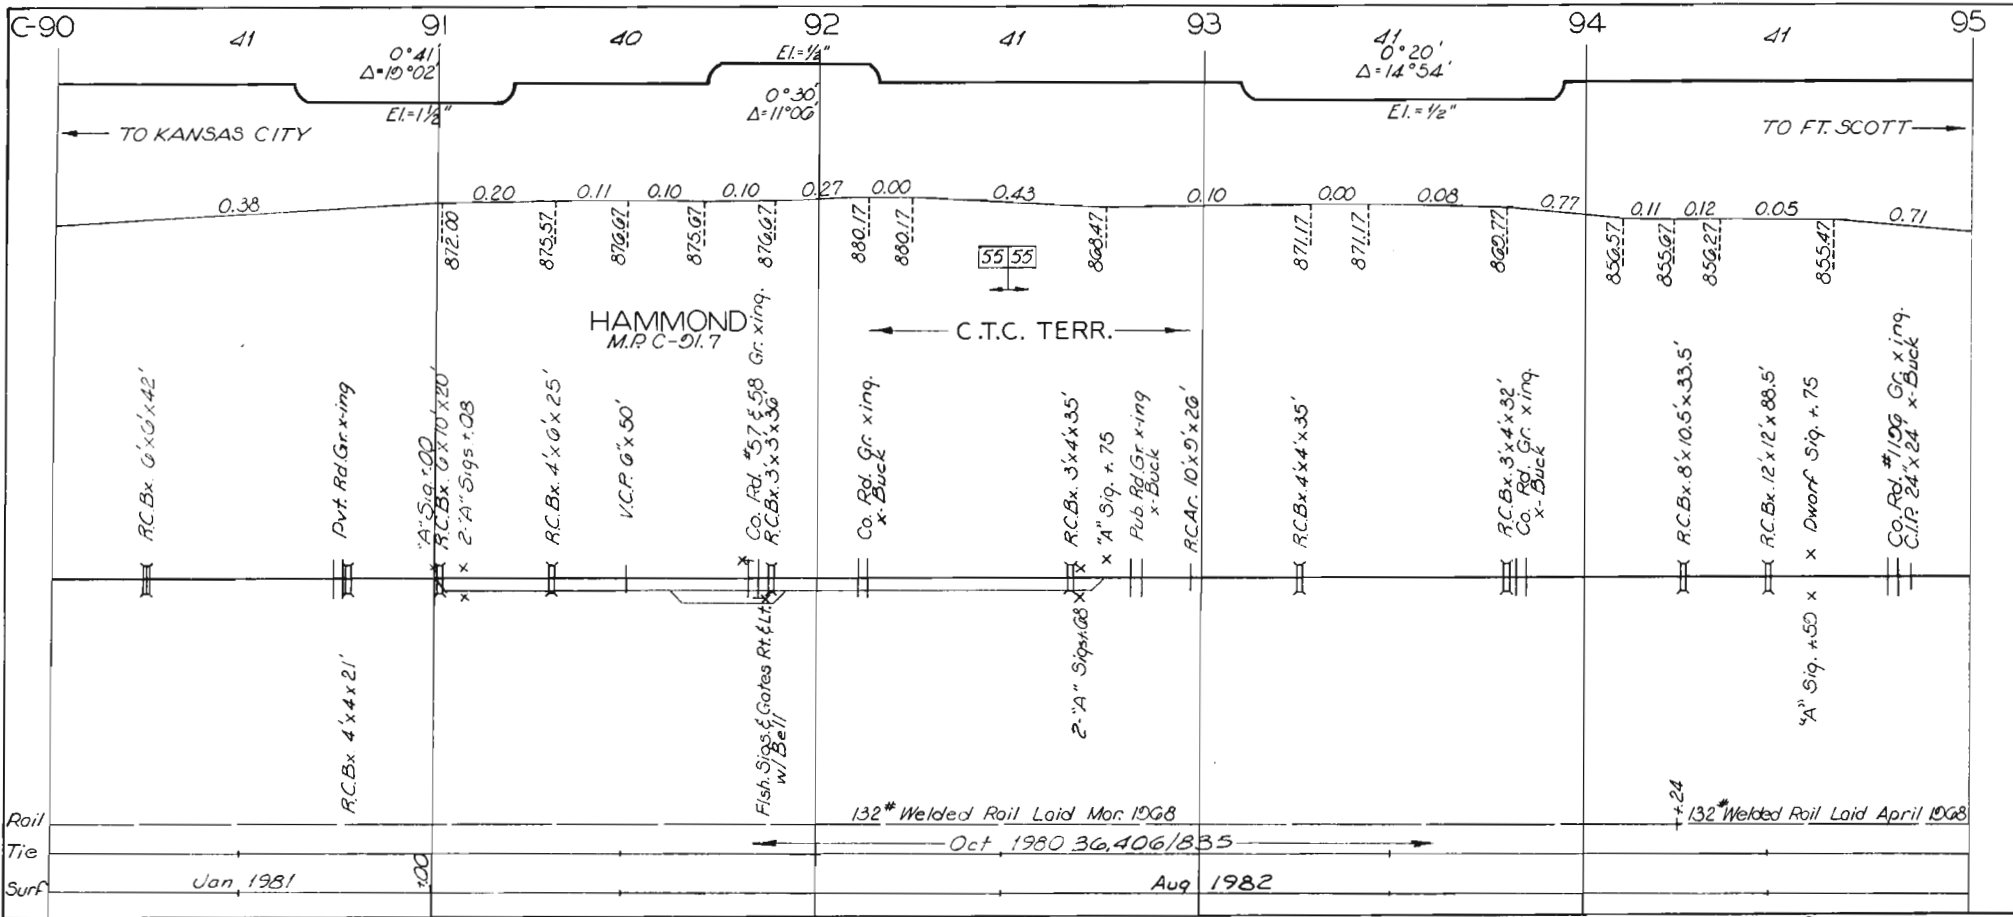 C-90 91 92 93 94 95
41 40 41 41 41
0°41'
Δ=19°02'
El.=1½"
El.=½"
0°30'
Δ=11°06'
0°20'
Δ=14°54'
El.=½"
TO KANSAS CITY
TO FT. SCOTT
0.38 0.20 0.11 0.10 0.10 0.27 0.00 0.43 0.10 0.00 0.08 0.77 0.11 0.12 0.05 0.71
872.00
875.57
876.67
875.67
876.67
880.17
880.17
868.47
871.17
871.17
869.77
856.57
855.67
856.27
855.47
55 55
HAMMOND
M.P. C-91.7
C.T.C. TERR.
R.C.Bx. 6'x6'x42'
Pvt. Rd. Gr. x-ing
"A" Sig. +.00
R.C.Bx. 6'x10'x20'
2-"A" Sigs +.08
R.C.Bx. 4'x6'x25'
V.C.P. 6"x50'
Co. Rd. #57 & 58 Gr. xing.
R.C.Bx. 3'x3'x36'
Co. Rd. Gr. xing.
x-Buck
R.C.Bx. 3'x4'x35'
x "A" Sig. +.75
Pub. Rd. Gr. x-ing
x-Buck
R.C.Ar. 10'x9'x26'
R.C.Bx. 4'x4'x35'
R.C.Bx. 3'x4'x32'
Co. Rd. Gr. xing.
x-Buck
R.C.Bx. 8'x10.5'x33.5'
R.C.Bx. 12'x12'x88.5'
x Dworf Sig. +.75
Co. Rd. #1196 Gr. xing.
C.I.P. 24"x24' x-Buck
R.C.Bx. 4'x4'x21'
Flsh. Sigs. & Gates Rt. & Lt.
w/Bell
2-"A" Sigs +.68 x
"A" Sig. +.50 x
Rail
132# Welded Rail Laid Mar. 1968
+.24
132# Welded Rail Laid April 1968
Tie
Oct 1980 36,406/835
Surf
Jan 1981
+.00
Aug 1982